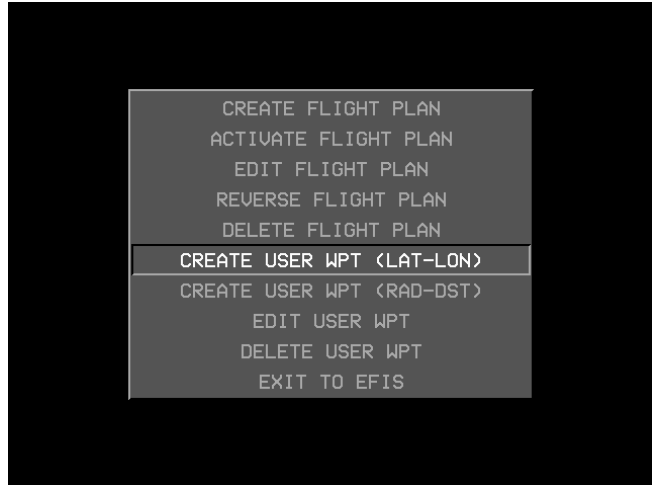 CREATE FLIGHT PLAN
ACTIVATE FLIGHT PLAN
EDIT FLIGHT PLAN
REVERSE FLIGHT PLAN
DELETE FLIGHT PLAN
CREATE USER WPT (LAT-LON)
CREATE USER WPT (RAD-DST)
EDIT USER WPT
DELETE USER WPT
EXIT TO EFIS